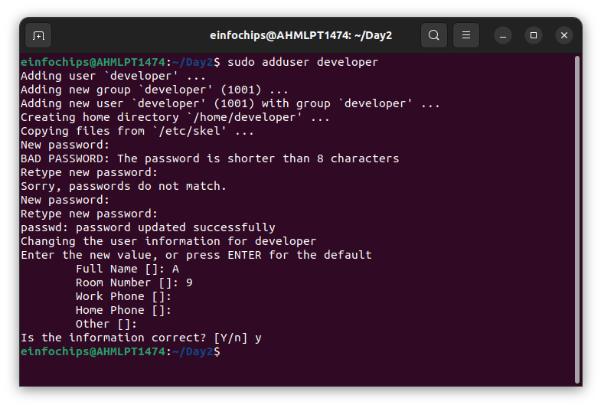 einfochips@AHMLPT1474: ~/Day2
einfochips@AHMLPT1474:~/Day2$ sudo adduser developer
Adding user `developer' ...
Adding new group `developer' (1001) ...
Adding new user `developer' (1001) with group `developer' ...
Creating home directory `/home/developer' ...
Copying files from `/etc/skel' ...
New password:
BAD PASSWORD: The password is shorter than 8 characters
Retype new password:
Sorry, passwords do not match.
New password:
Retype new password:
passwd: password updated successfully
Changing the user information for developer
Enter the new value, or press ENTER for the default
        Full Name []: A
        Room Number []: 9
        Work Phone []:
        Home Phone []:
        Other []:
Is the information correct? [Y/n] y
einfochips@AHMLPT1474:~/Day2$